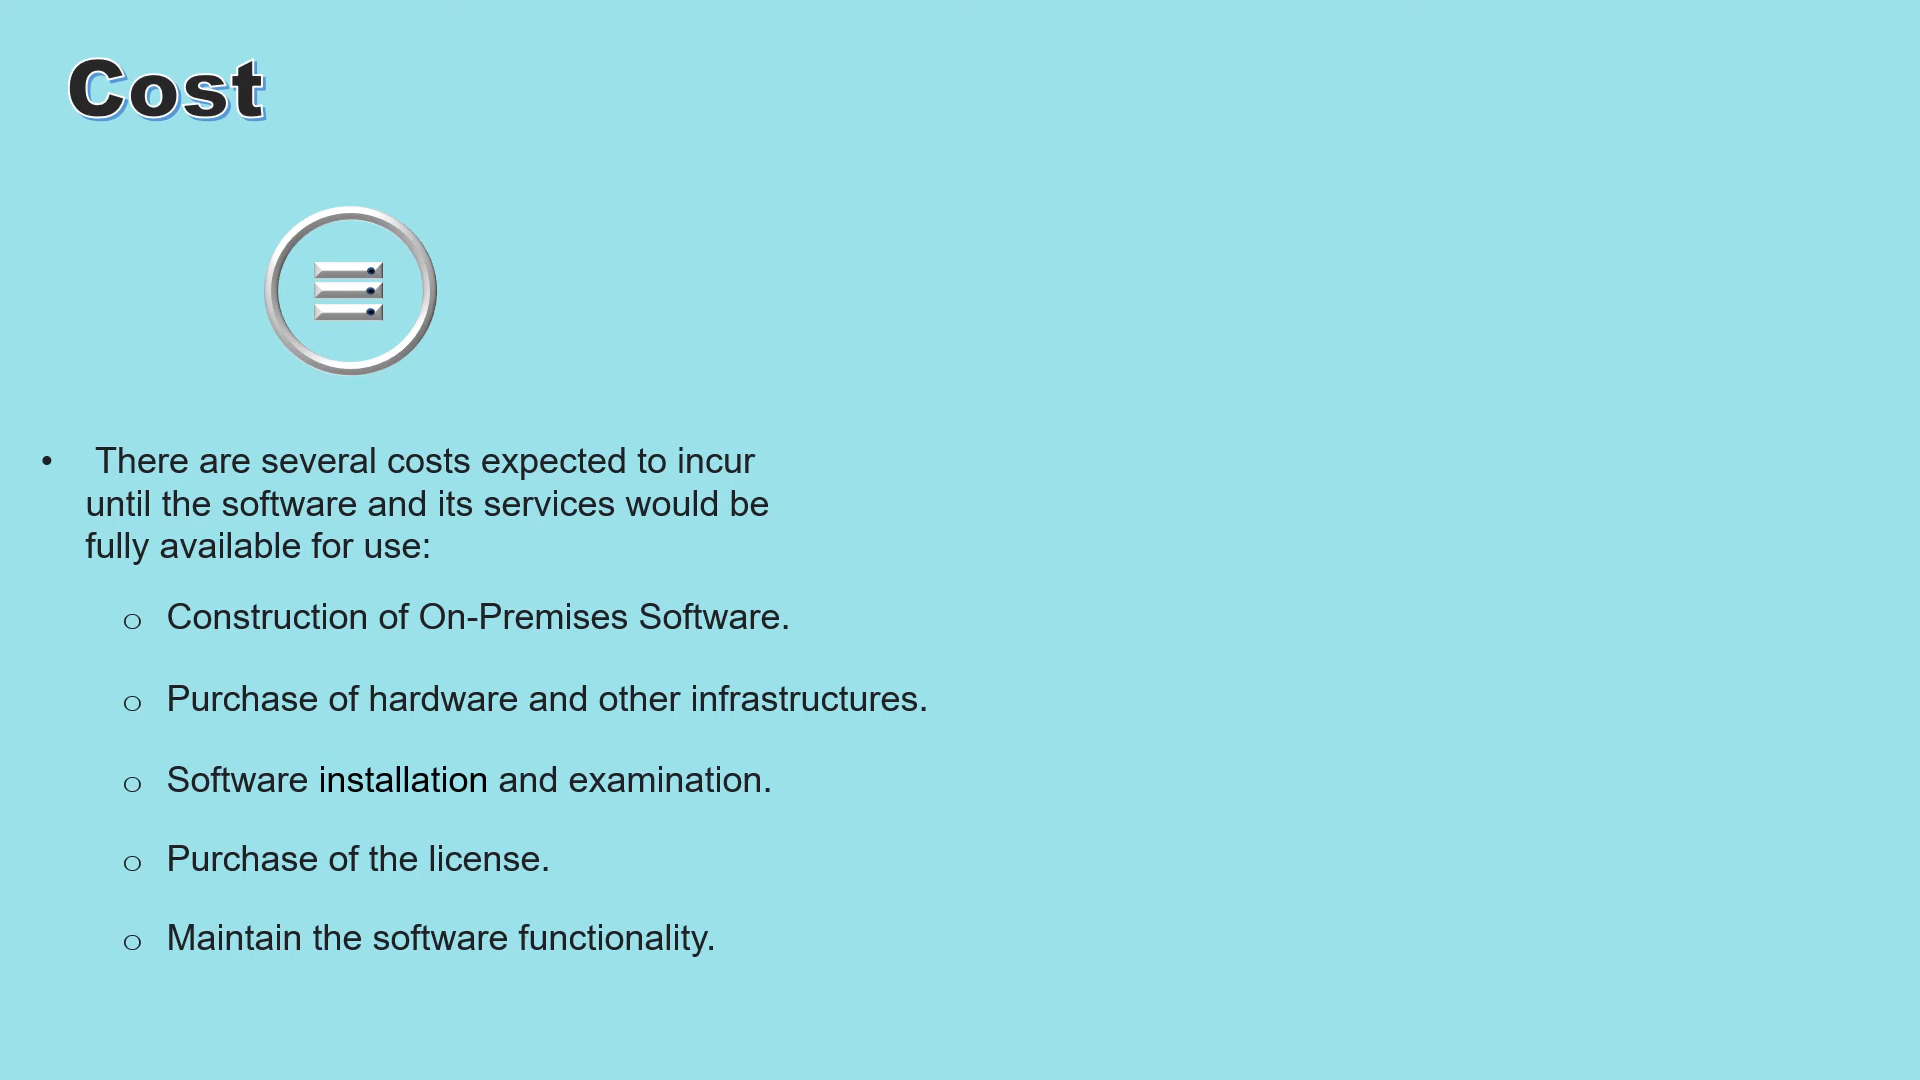 Cost
• There are several costs expected to incur
until the software and its services would be
fully available for use:
o Construction of On-Premises Software.
o Purchase of hardware and other infrastructures.
o Software installation and examination.
o Purchase of the license.
o Maintain the software functionality.